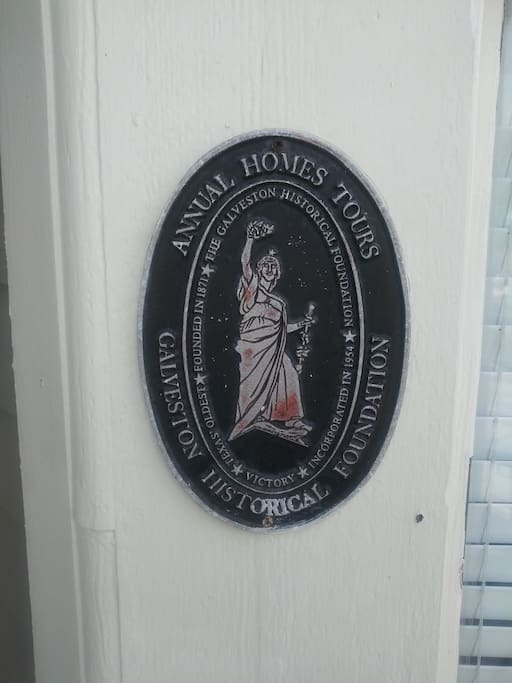 ANNUAL HOMES TOURS
GALVESTON HISTORICAL FOUNDATION
TEXAS' OLDEST★FOUNDED IN 1871★THE GALVESTON HISTORICAL FOUNDATION★
INCORPORATED IN 1954 NON
★VICTORY★